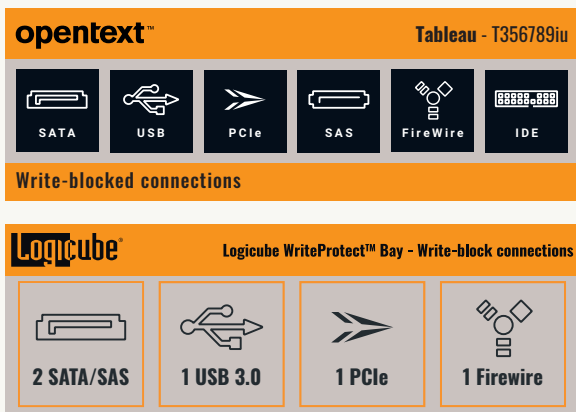 opentext™
Tableau - T356789iu
SATA
USB
PCIe
SAS
FireWire
IDE
Write-blocked connections
Logicube®
Logicube WriteProtect™ Bay - Write-block connections
2 SATA/SAS
1 USB 3.0
1 PCIe
1 Firewire